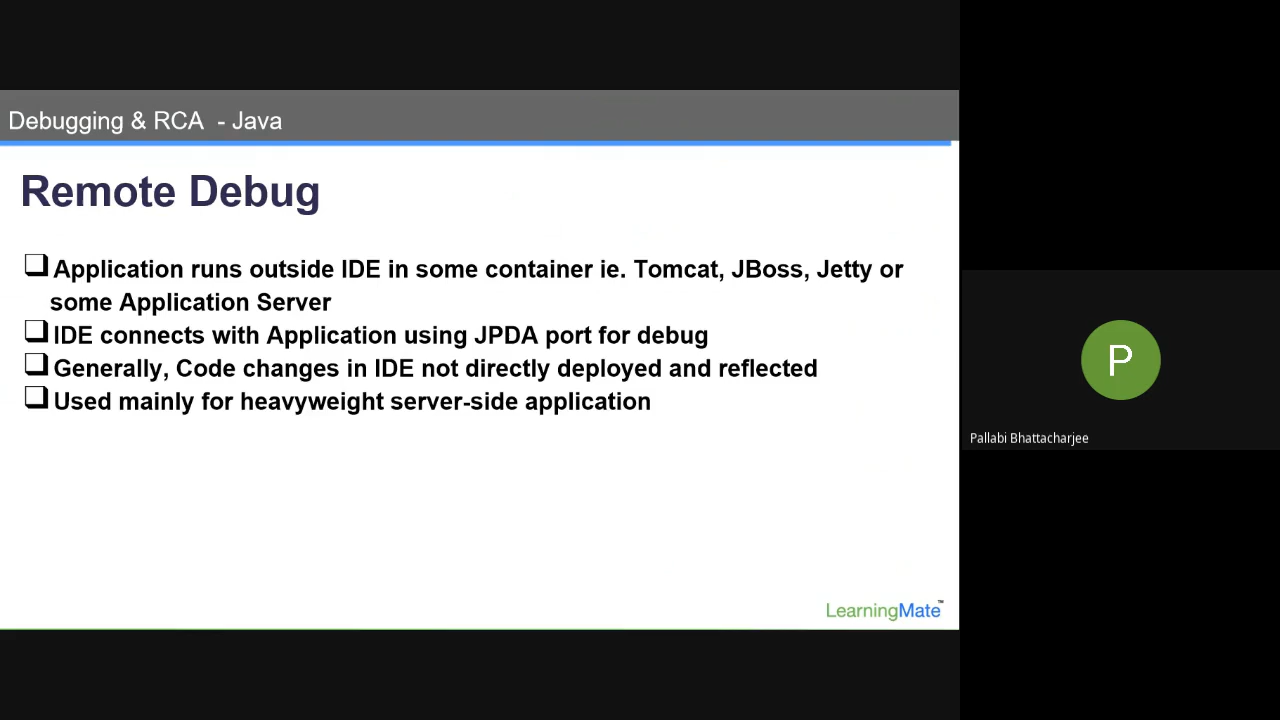 Debugging & RCA - Java
Remote Debug
❑ Application runs outside IDE in some container ie. Tomcat, JBoss, Jetty or
some Application Server
❑ IDE connects with Application using JPDA port for debug
❑ Generally, Code changes in IDE not directly deployed and reflected
❑ Used mainly for heavyweight server-side application
LearningMate™
P
Pallabi Bhattacharjee